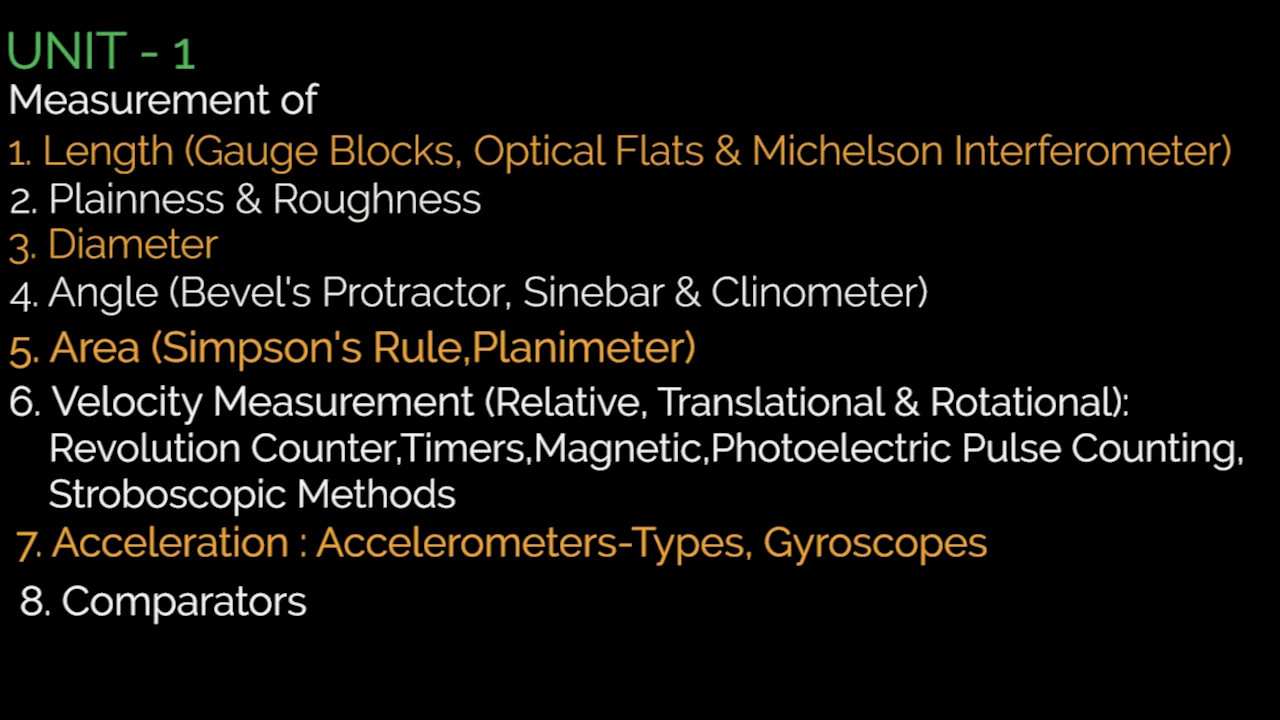 UNIT - 1
Measurement of
1. Length (Gauge Blocks, Optical Flats & Michelson Interferometer)
2. Plainness & Roughness
3. Diameter
4. Angle (Bevel's Protractor, Sinebar & Clinometer)
5. Area (Simpson's Rule,Planimeter)
6. Velocity Measurement (Relative, Translational & Rotational):
Revolution Counter,Timers,Magnetic,Photoelectric Pulse Counting,
Stroboscopic Methods
7. Acceleration : Accelerometers-Types, Gyroscopes
8. Comparators